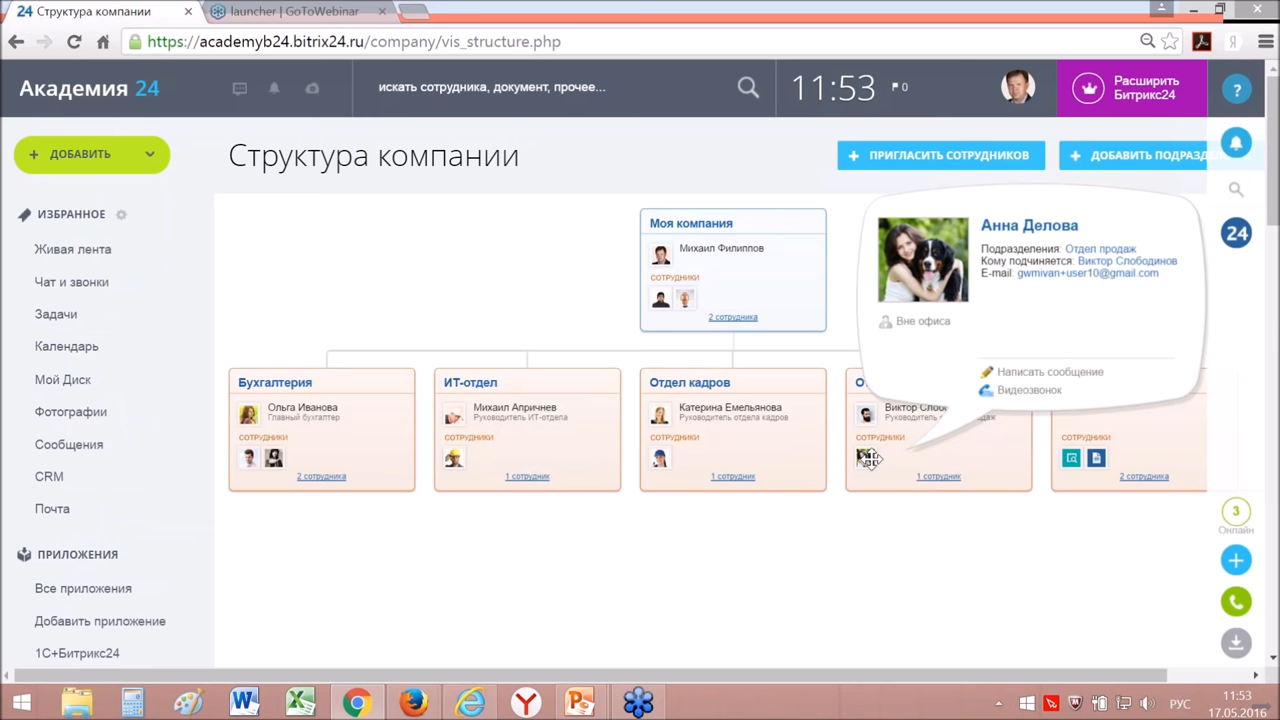 24 Структура компании
launcher | GoToWebinar
https://academyb24.bitrix24.ru/company/vis_structure.php
Академия 24
искать сотрудника, документ, прочее...
11:53
0
Расширить
Битрикс24
?
+ ДОБАВИТЬ
Структура компании
+ ПРИГЛАСИТЬ СОТРУДНИКОВ
+ ДОБАВИТЬ ПОДРАЗД
ИЗБРАННОЕ
Живая лента
Чат и звонки
Задачи
Календарь
Мой Диск
Фотографии
Сообщения
CRM
Почта
ПРИЛОЖЕНИЯ
Все приложения
Добавить приложение
1С+Битрикс24
Моя компания
Михаил Филиппов
СОТРУДНИКИ
2 сотрудника
Анна Делова
Подразделения: Отдел продаж
Кому подчиняется: Виктор Слободинов
E-mail: gwmivan+user10@gmail.com
Вне офиса
Написать сообщение
Видеозвонок
Бухгалтерия
Ольга Иванова
Главный бухгалтер
СОТРУДНИКИ
2 сотрудника
ИТ-отдел
Михаил Апричнев
Руководитель ИТ-отдела
СОТРУДНИКИ
1 сотрудник
Отдел кадров
Катерина Емельянова
Руководитель отдела кадров
СОТРУДНИКИ
1 сотрудник
Виктор Слоб
СОТРУДНИКИ
1 сотрудник
СОТРУДНИКИ
2 сотрудника
24
3
Онлайн
РУС
11:53
17.05.2016